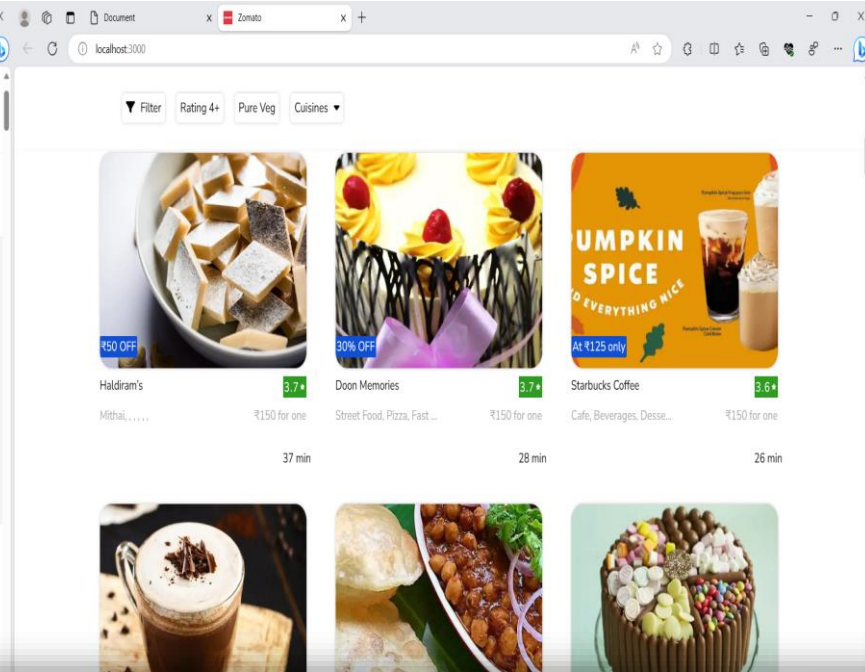 Document
Zomato
localhost:3000
Filter Rating 4+ Pure Veg Cuisines
PUMPKIN
SPICE
EVERYTHING NICE
₹50 OFF
30% OFF
At ₹125 only
Haldiram's 3.7★
Doon Memories 3.7★
Starbucks Coffee 3.6★
Mithai, , , , , , ₹150 for one
Street Food, Pizza, Fast ... ₹150 for one
Cafe, Beverages, Desse... ₹150 for one
37 min
28 min
26 min